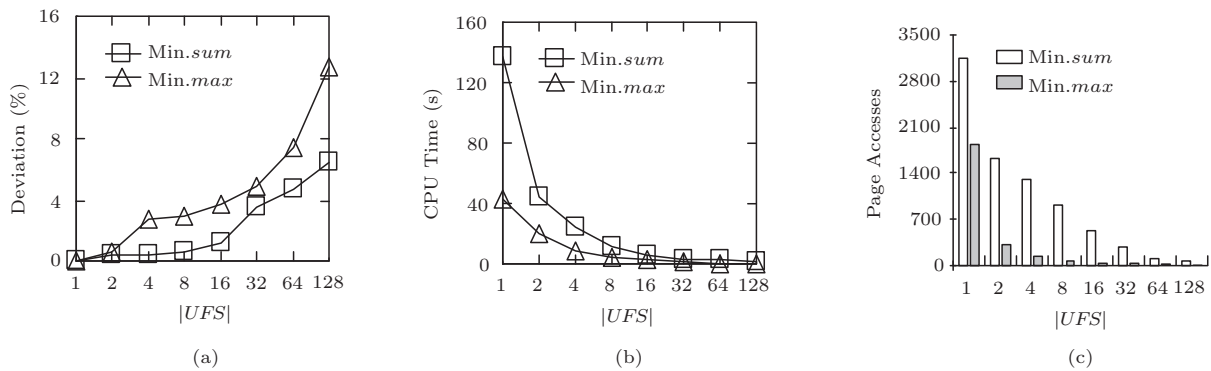 16
12
8
4
0
Deviation (%)
Min.sum
Min.max
1 2 4 8 16 32 64 128
|UFS|
(a)
160
120
80
40
0
CPU Time (s)
Min.sum
Min.max
1 2 4 8 16 32 64 128
|UFS|
(b)
3500
2800
2100
1400
700
0
Page Accesses
Min.sum
Min.max
1 2 4 8 16 32 64 128
|UFS|
(c)